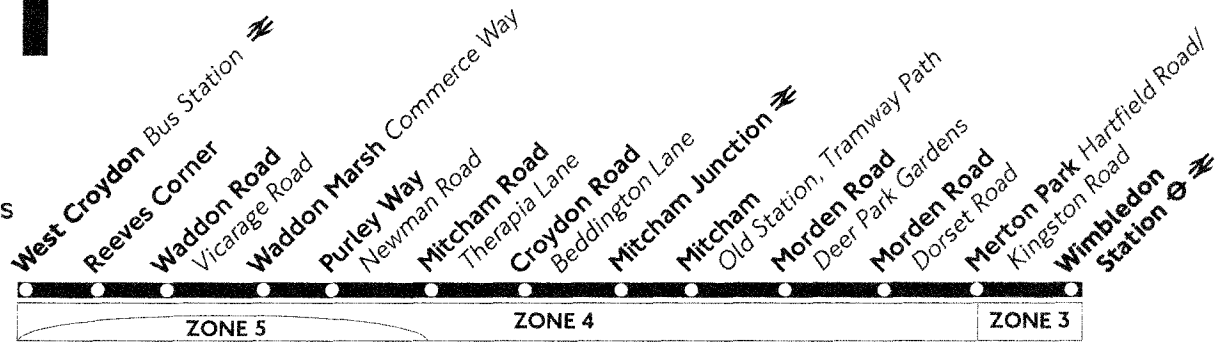 s
West Croydon Bus Station
Reeves Corner
Waddon Road
Vicarage Road
Waddon Marsh Commerce Way
Purley Way
Newman Road
Mitcham Road
Therapia Lane
Croydon Road
Beddington Lane
Mitcham Junction
Mitcham
Old Station, Tramway Path
Morden Road
Deer Park Gardens
Morden Road
Dorset Road
Merton Park Hartfield Road/
Kingston Road
Wimbledon
Station
ZONE 5
ZONE 4
ZONE 3